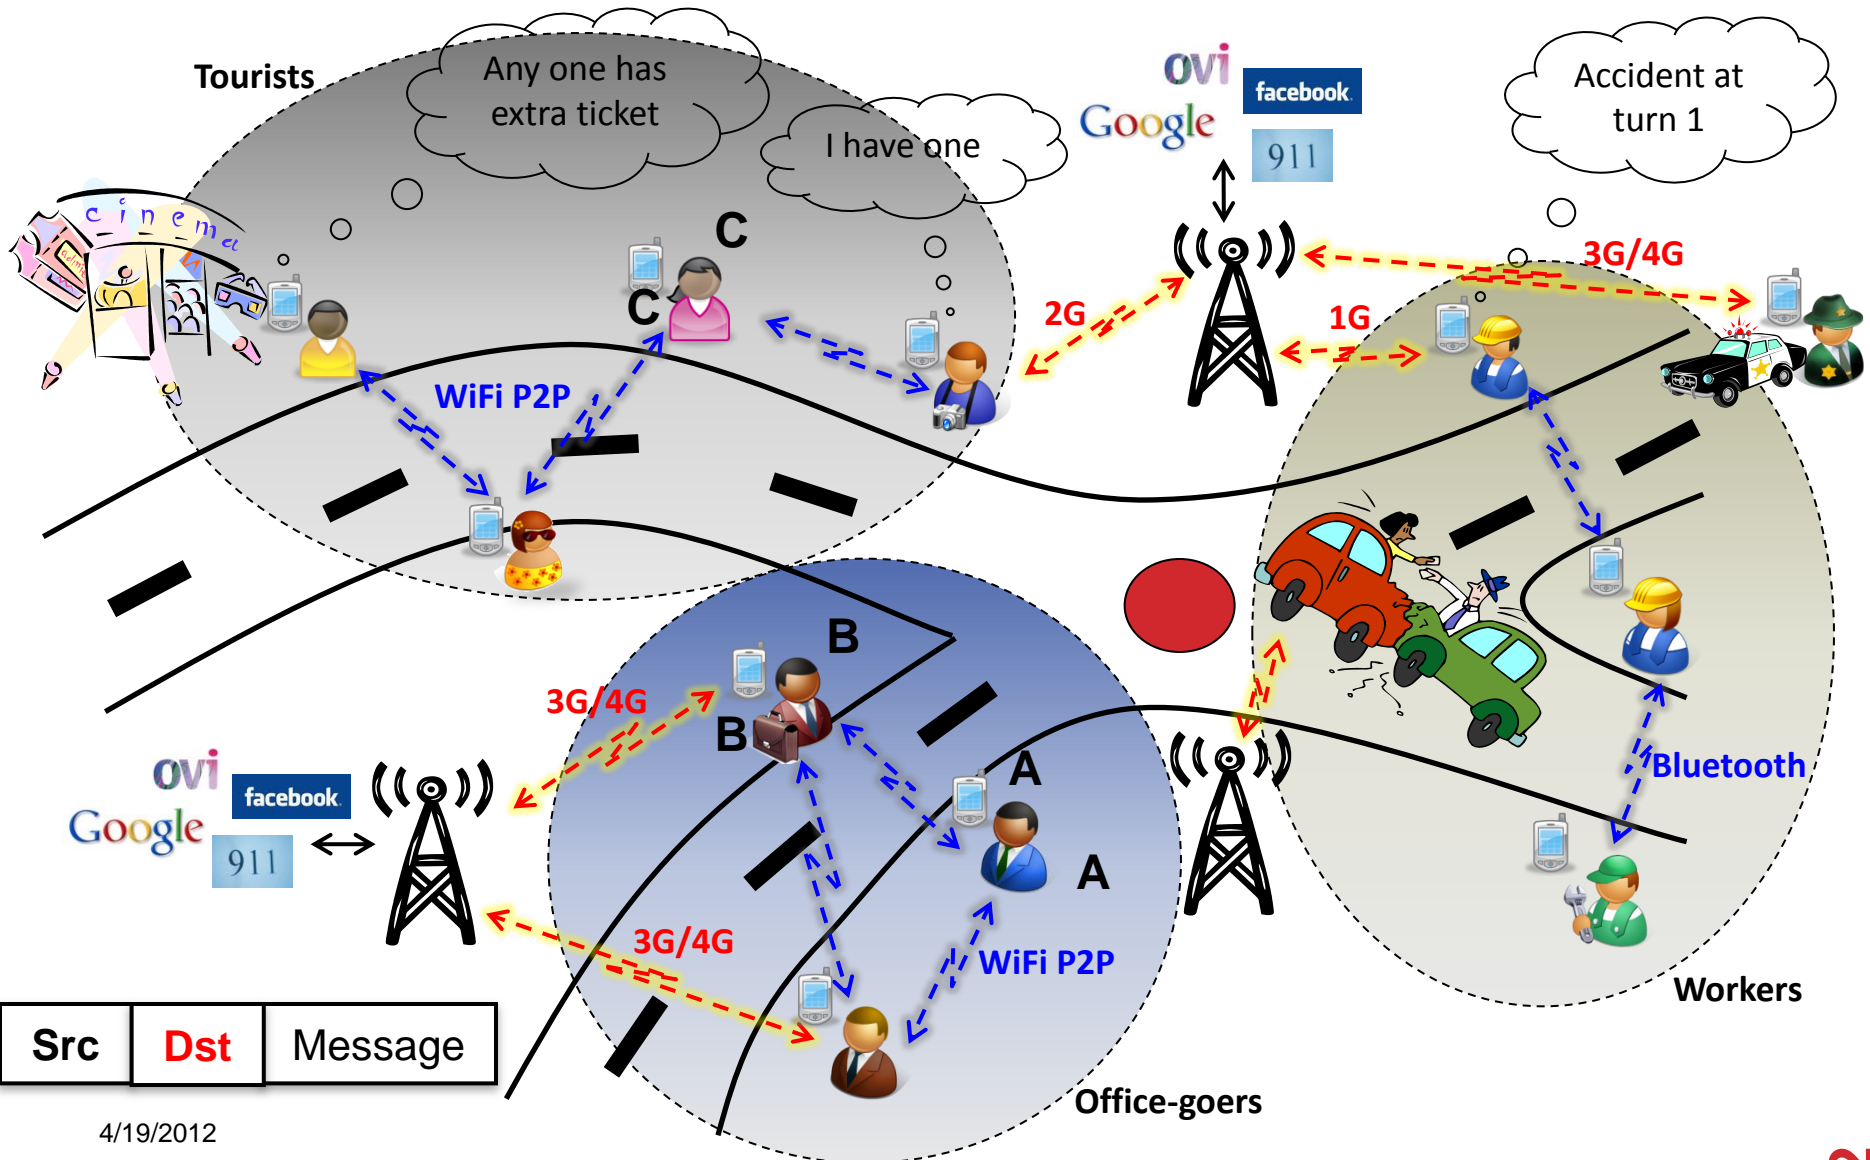 Tourists
Any one has
extra ticket
I have one
ovi
facebook
Google
911
Accident at
turn 1
cinema
C
C
WiFi P2P
2G
1G
3G/4G
B
B
3G/4G
A
A
ovi
facebook
Google
911
3G/4G
WiFi P2P
Bluetooth
Workers
Office-goers
Src Dst Message
4/19/2012